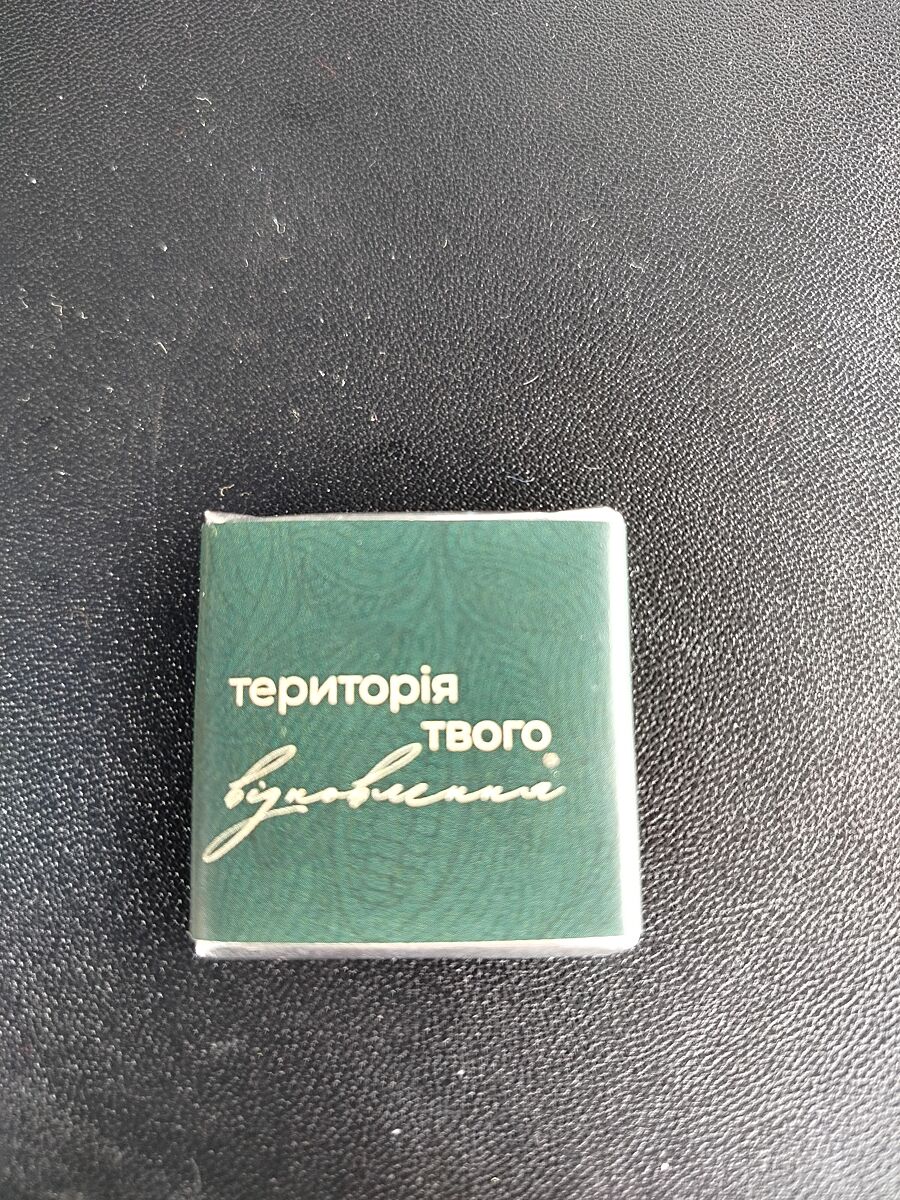 територія
твого
відновлення